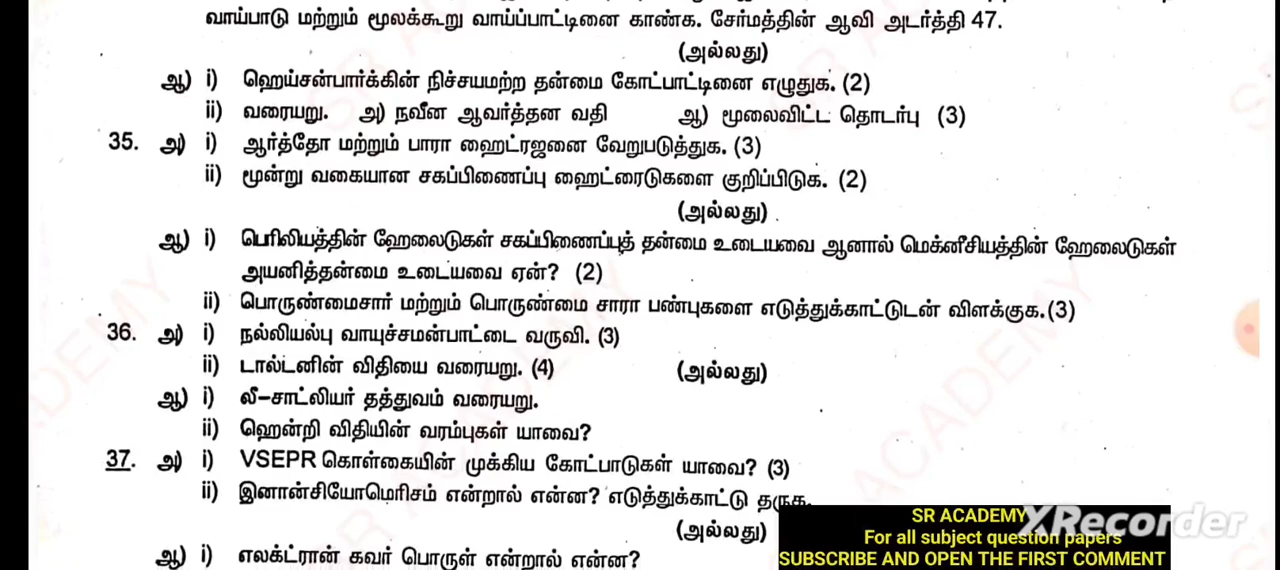 வாய்பாடு மற்றும் மூலக்கூறு வாய்ப்பாட்டினை காண்க. சேர்மத்தின் ஆவி அடர்த்தி 47.
(அல்லது)
ஆ) i) ஹெய்சன்பார்க்கின் நிச்சயமற்ற தன்மை கோட்பாட்டினை எழுதுக. (2)
ii) வரையறு. அ) நவீன ஆவர்த்தன வதி ஆ) மூலைவிட்ட தொடர்பு (3)
35. அ) i) ஆர்த்தோ மற்றும் பாரா ஹைட்ரஜனை வேறுபடுத்துக. (3)
ii) மூன்று வகையான சகப்பிணைப்பு ஹைட்ரைடுகளை குறிப்பிடுக. (2)
(அல்லது)
ஆ) i) பெரிலியத்தின் ஹேலைடுகள் சகப்பிணைப்புத் தன்மை உடையவை ஆனால் மெக்னீசியத்தின் ஹேலைடுகள்
அயனித்தன்மை உடையவை ஏன்? (2)
ii) பொருண்மைசார் மற்றும் பொருண்மை சாரா பண்புகளை எடுத்துக்காட்டுடன் விளக்குக.(3)
36. அ) i) நல்லியல்பு வாயுச்சமன்பாட்டை வருவி. (3)
ii) டால்டனின் விதியை வரையறு. (4) (அல்லது)
ஆ) i) லீ-சாட்லியர் தத்துவம் வரையறு.
ii) ஹென்றி விதியின் வரம்புகள் யாவை?
37. அ) i) VSEPR கொள்கையின் முக்கிய கோட்பாடுகள் யாவை? (3)
ii) இனான்சியோமெரிசம் என்றால் என்ன? எடுத்துக்காட்டு தருக.
(அல்லது)
ஆ) i) எலக்ட்ரான் கவர் பொருள் என்றால் என்ன?
SR ACADEMY
For all subject question papers
SUBSCRIBE AND OPEN THE FIRST COMMENT
XRecorder
SR ACADEMY